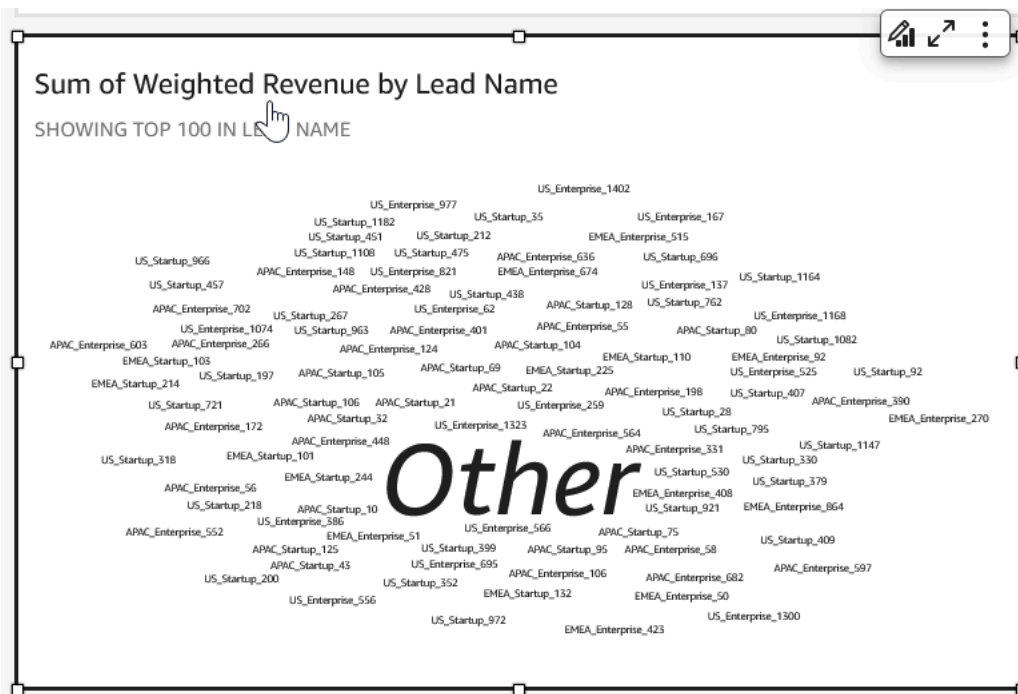 Sum of Weighted Revenue by Lead Name
SHOWING TOP 100 IN LE NAME
US_Enterprise_1402
US_Enterprise_977
US_Startup_35
US_Enterprise_167
US_Startup_1182
US_Startup_451
US_Startup_212
EMEA_Enterprise_515
US_Startup_1108
US_Startup_475
APAC_Enterprise_636
US_Startup_696
US_Startup_966
APAC_Enterprise_148
US_Enterprise_821
EMEA_Enterprise_674
US_Startup_1164
US_Startup_457
APAC_Enterprise_428
US_Startup_438
US_Enterprise_137
APAC_Enterprise_702
US_Startup_267
US_Enterprise_62
APAC_Startup_128
US_Startup_762
US_Enterprise_1168
US_Enterprise_1074
US_Startup_963
APAC_Enterprise_401
APAC_Enterprise_55
APAC_Startup_80
US_Startup_1082
APAC_Enterprise_603
APAC_Enterprise_266
APAC_Enterprise_124
APAC_Startup_104
EMEA_Startup_110
EMEA_Enterprise_92
EMEA_Startup_103
US_Startup_197
APAC_Startup_105
APAC_Startup_69
EMEA_Startup_225
US_Enterprise_525
US_Startup_92
EMEA_Startup_214
APAC_Startup_22
APAC_Enterprise_198
US_Startup_407
APAC_Enterprise_390
US_Startup_721
APAC_Startup_106
APAC_Startup_21
US_Enterprise_259
US_Startup_28
EMEA_Enterprise_270
APAC_Enterprise_172
APAC_Startup_32
US_Enterprise_1323
APAC_Enterprise_564
US_Startup_795
APAC_Enterprise_448
APAC_Enterprise_331
US_Startup_1147
US_Startup_318
EMEA_Startup_101
US_Startup_330
EMEA_Startup_244
Other
US_Startup_530
US_Startup_379
APAC_Enterprise_56
EMEA_Enterprise_408
US_Startup_218
APAC_Startup_10
US_Startup_921
EMEA_Enterprise_864
US_Enterprise_386
APAC_Enterprise_552
EMEA_Enterprise_51
US_Enterprise_566
APAC_Startup_75
US_Startup_409
APAC_Startup_125
US_Startup_399
APAC_Startup_95
APAC_Enterprise_58
APAC_Startup_43
US_Enterprise_695
APAC_Enterprise_106
APAC_Enterprise_682
APAC_Enterprise_597
US_Startup_200
US_Startup_352
EMEA_Startup_132
EMEA_Enterprise_50
US_Enterprise_556
US_Startup_972
EMEA_Enterprise_423
US_Enterprise_1300